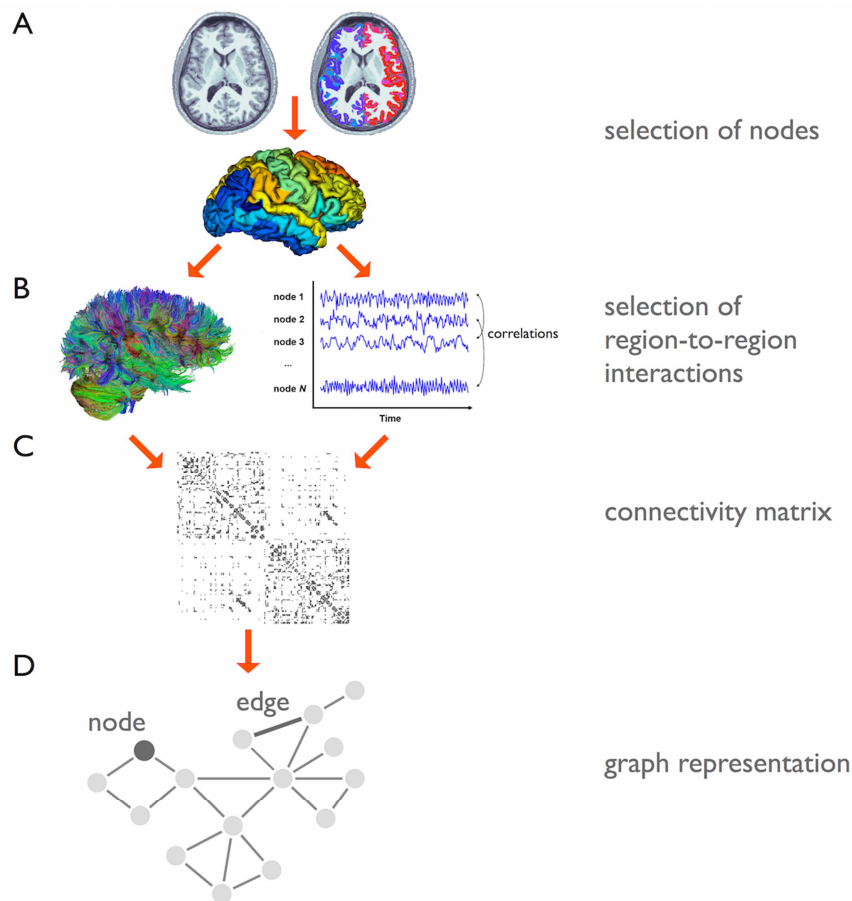 A
selection of nodes
B
node 1
node 2
node 3
...
node N
correlations
Time
selection of
region-to-region
interactions
C
connectivity matrix
D
node
edge
graph representation